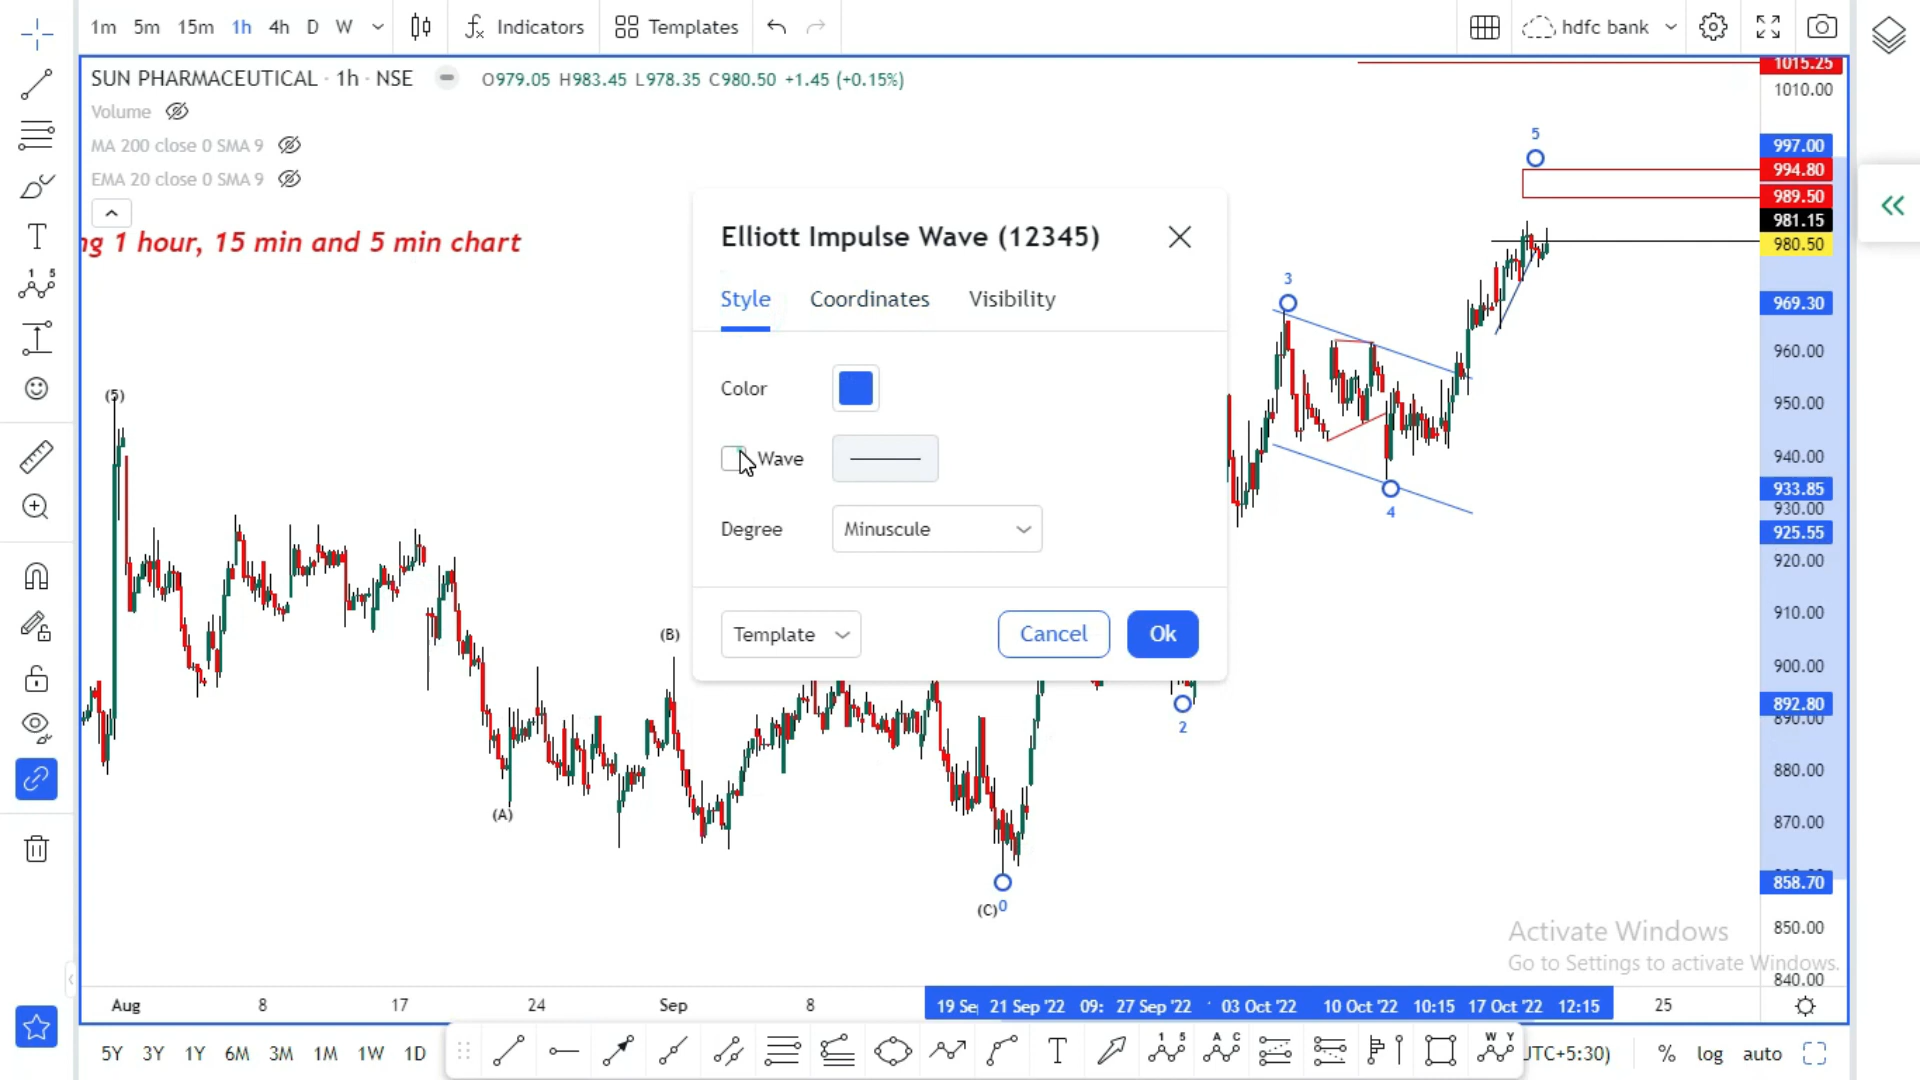 1m 5m 15m 1h 4h D W Indicators Templates hdfc bank
SUN PHARMACEUTICAL · 1h · NSE O979.05 H983.45 L978.35 C980.50 +1.45 (+0.15%)
Volume
MA 200 close 0 SMA 9
EMA 20 close 0 SMA 9
ng 1 hour, 15 min and 5 min chart
Elliott Impulse Wave (12345)
Style Coordinates Visibility
Color
Wave
Degree Minuscule
Template Cancel Ok
(5)
(A)
(B)
(C)
0
2
3
4
5
1015.25
1010.00
997.00
994.80
989.50
981.15
980.50
969.30
960.00
950.00
940.00
933.85
930.00
925.55
920.00
910.00
900.00
892.80
890.00
880.00
870.00
858.70
850.00
840.00
Activate Windows
Go to Settings to activate Windows.
Aug 8 17 24 Sep 8 19 Se 21 Sep '22 09: 27 Sep '22 03 Oct '22 10 Oct '22 10:15 17 Oct '22 12:15 25
5Y 3Y 1Y 6M 3M 1M 1W 1D UTC+5:30) % log auto